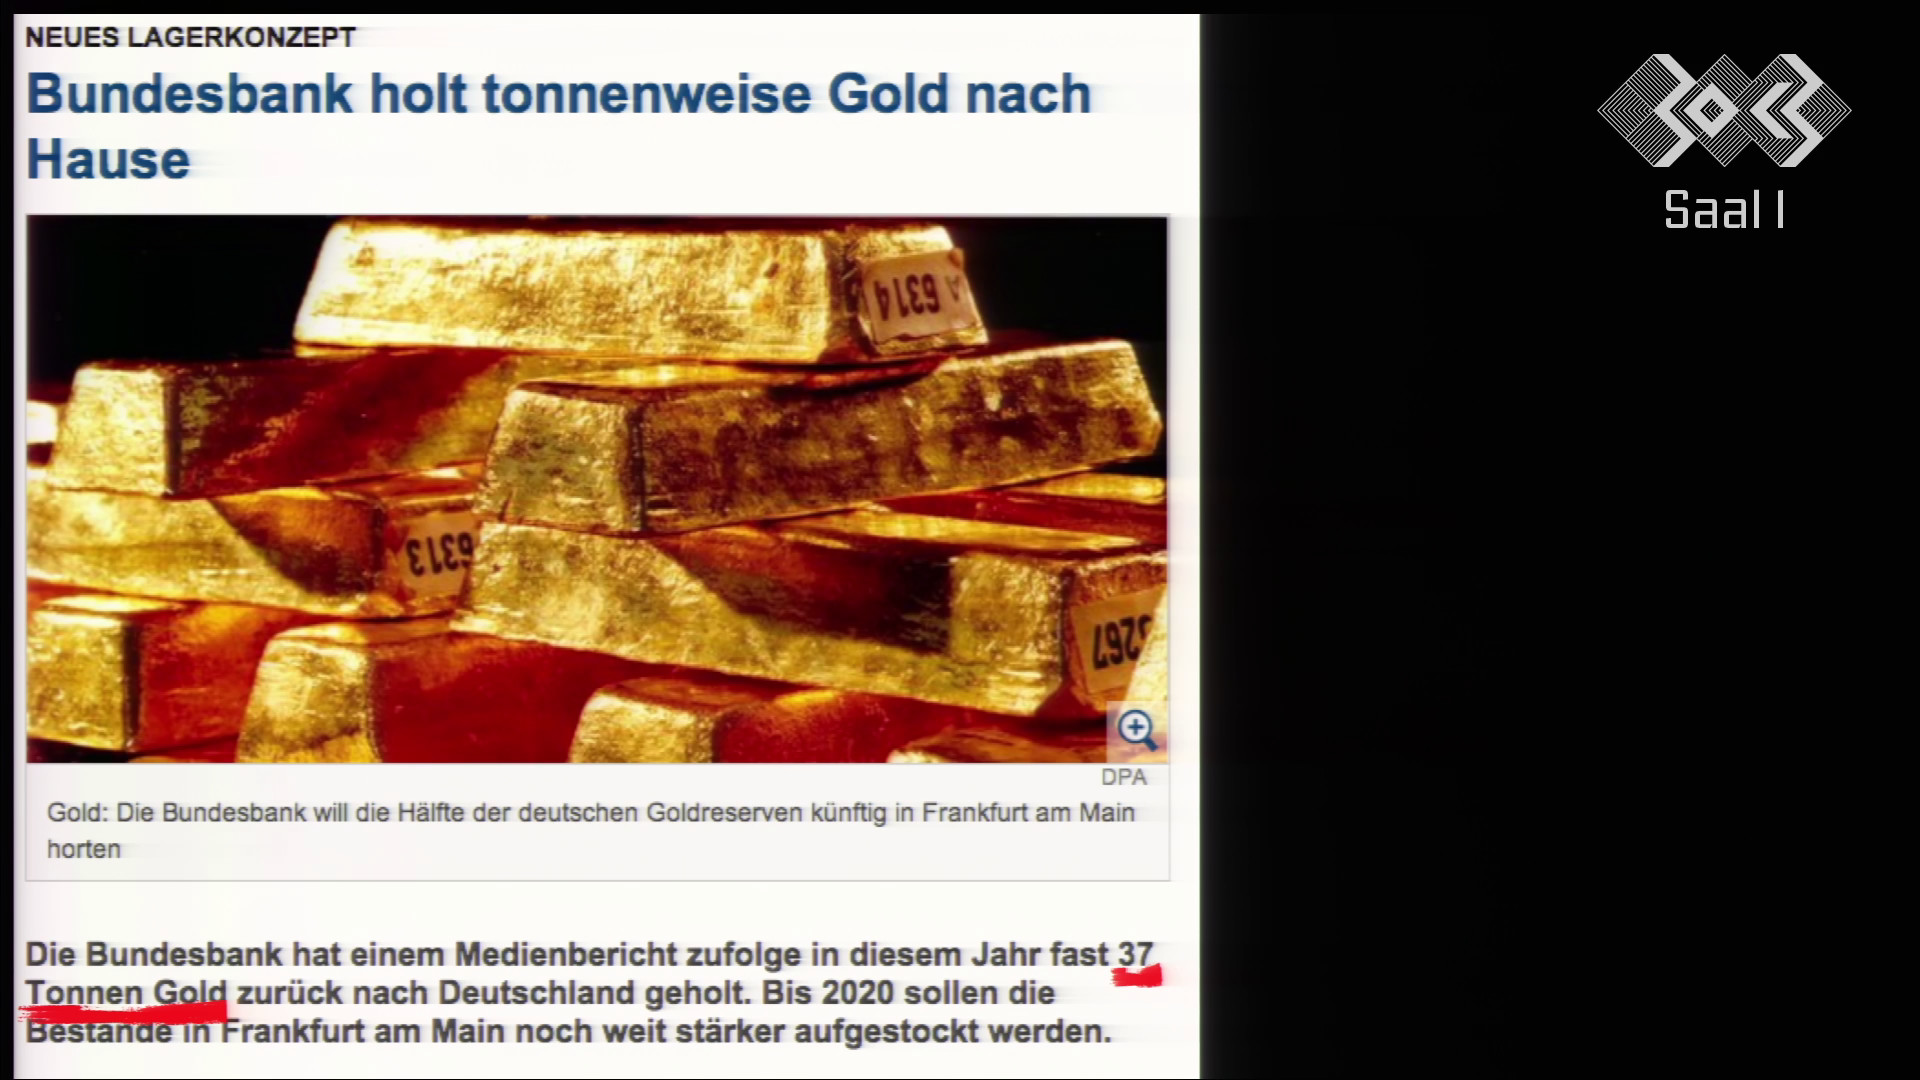 NEUES LAGERKONZEPT
Bundesbank holt tonnenweise Gold nach
Hause
A 6314
6313
6267
DPA
Gold: Die Bundesbank will die Hälfte der deutschen Goldreserven künftig in Frankfurt am Main
horten
Die Bundesbank hat einem Medienbericht zufolge in diesem Jahr fast 37
Tonnen Gold zurück nach Deutschland geholt. Bis 2020 sollen die
Bestände in Frankfurt am Main noch weit stärker aufgestockt werden.
30C3
Saal 1